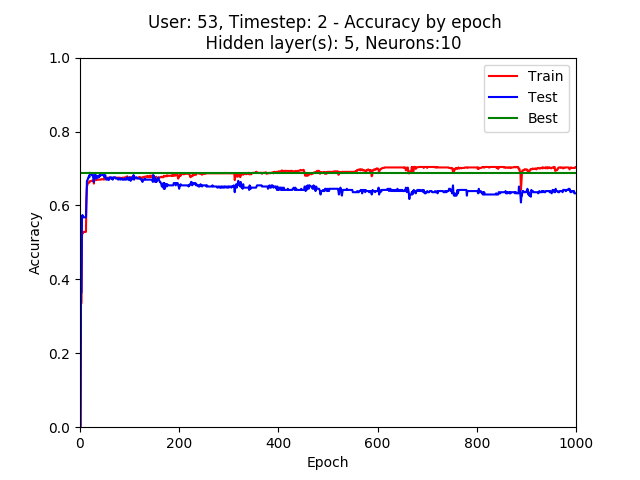 User: 53, Timestep: 2 - Accuracy by epoch
Hidden layer(s): 5, Neurons:10
1.0
Train
Test
Best
0.8
0.6
Accuracy
0.4
0.2
0.0
0
200
400
600
800
1000
Epoch